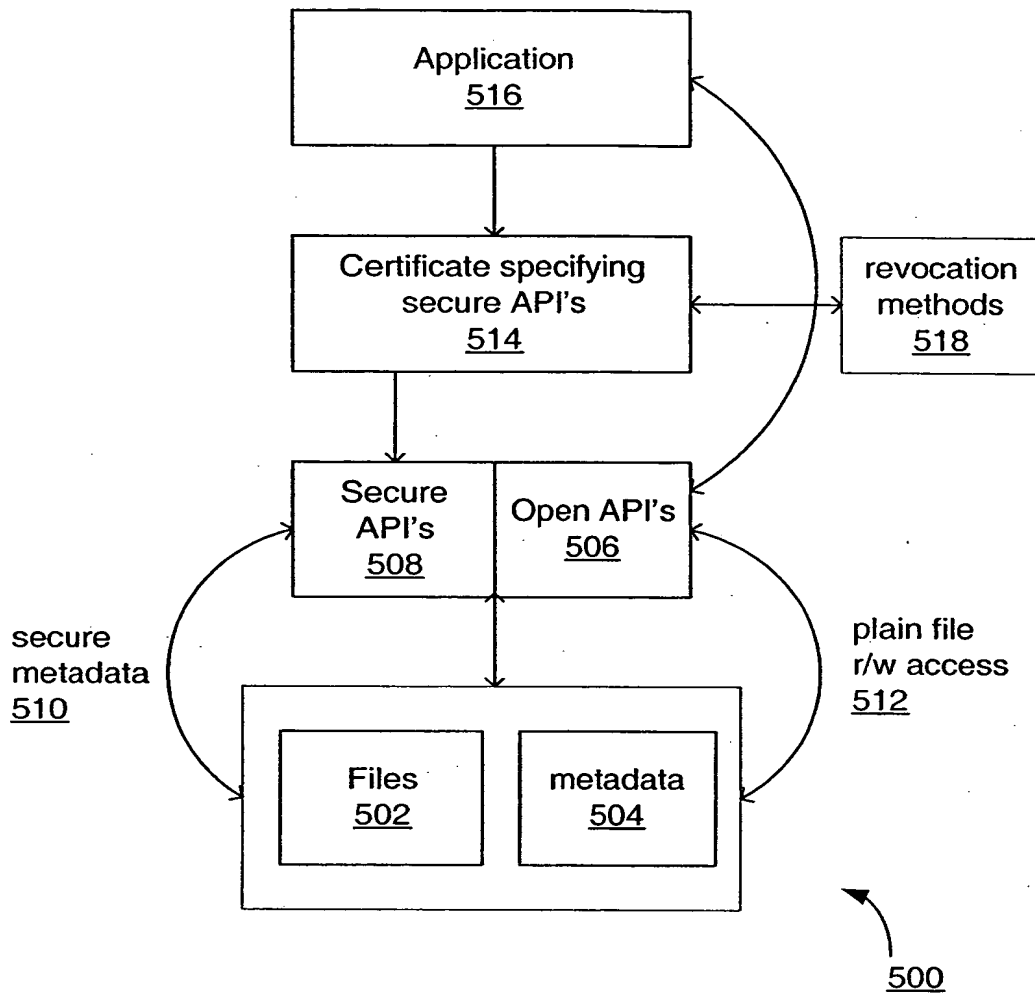 Application
516
Certificate specifying
secure API's
514
revocation
methods
518
Secure
API's
508
Open API's
506
secure
metadata
510
plain file
r/w access
512
Files
502
metadata
504
500